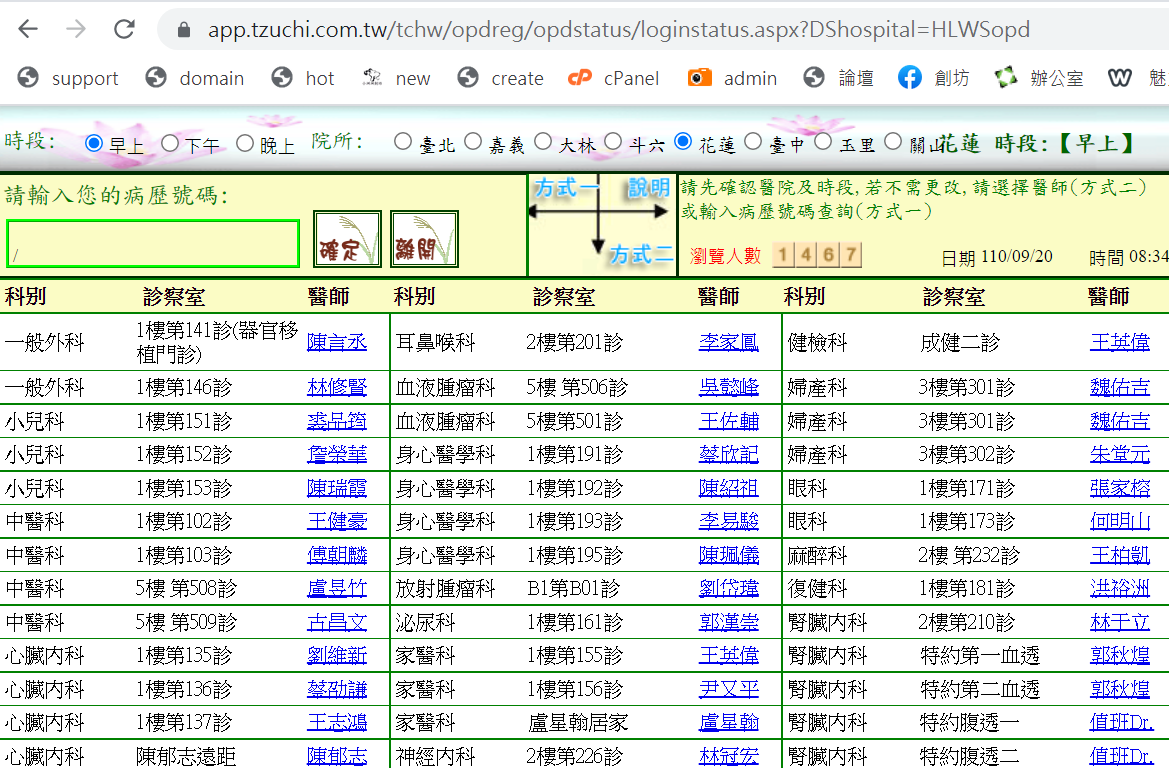 app.tzuchi.com.tw/tchw/opdreg/opdstatus/loginstatus.aspx?DShospital=HLWSopd
support domain hot new create cPanel admin 論壇 創坊 辦公室 魅
時段: 早上 下午 晚上 院所: 臺北 嘉義 大林 斗六 花蓮 臺中 玉里 關山 花蓮 時段:【早上】
請輸入您的病歷號碼:
/
確定 離開
方式一 說明
方式二
請先確認醫院及時段,若不需更改,請選擇醫師(方式二)
或輸入病歷號碼查詢(方式一)
瀏覽人數 1467 日期 110/09/20 時間 08:34
科別 診察室 醫師 科別 診察室 醫師 科別 診察室 醫師
一般外科 1樓第141診(器官移植門診) 陳言丞 耳鼻喉科 2樓第201診 李家鳳 健檢科 成健二診 王英偉
一般外科 1樓第146診 林修賢 血液腫瘤科 5樓 第506診 吳懿峰 婦產科 3樓第301診 魏佑吉
小兒科 1樓第151診 裘品筠 血液腫瘤科 5樓第501診 王佐輔 婦產科 3樓第301診 魏佑吉
小兒科 1樓第152診 詹榮華 身心醫學科 1樓第191診 蔡欣記 婦產科 3樓第302診 朱堂元
小兒科 1樓第153診 陳瑞霞 身心醫學科 1樓第192診 陳紹祖 眼科 1樓第171診 張家榕
中醫科 1樓第102診 王健豪 身心醫學科 1樓第193診 李易駿 眼科 1樓第173診 何明山
中醫科 1樓第103診 傅朝麟 身心醫學科 1樓第195診 陳珮儀 麻醉科 2樓 第232診 王柏凱
中醫科 5樓 第508診 盧昱竹 放射腫瘤科 B1第B01診 劉岱瑋 復健科 1樓第181診 洪裕洲
中醫科 5樓 第509診 古昌文 泌尿科 1樓第161診 郭漢崇 腎臟內科 2樓第210診 林于立
心臟內科 1樓第135診 劉維新 家醫科 1樓第155診 王英偉 腎臟內科 特約第一血透 郭秋煌
心臟內科 1樓第136診 蔡劭謙 家醫科 1樓第156診 尹又平 腎臟內科 特約第二血透 郭秋煌
心臟內科 1樓第137診 王志鴻 家醫科 盧星翰居家 盧星翰 腎臟內科 特約腹透一 值班Dr.
心臟內科 陳郁志遠距 陳郁志 神經內科 2樓第226診 林冠宏 腎臟內科 特約腹透二 值班Dr.